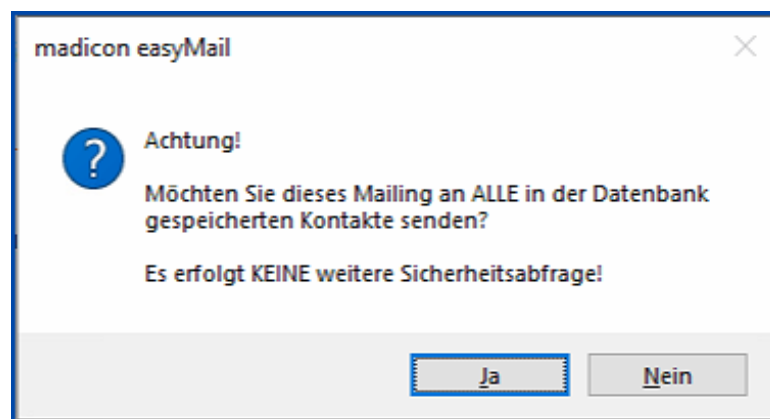 madicon easyMail
Achtung!
Möchten Sie dieses Mailing an ALLE in der Datenbank
gespeicherten Kontakte senden?
Es erfolgt KEINE weitere Sicherheitsabfrage!
Ja
Nein